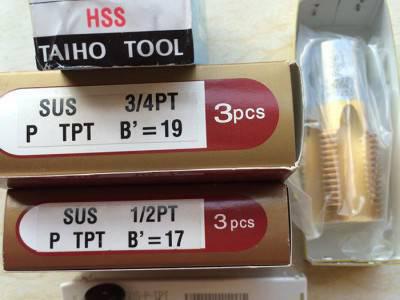 HSS
TAIHO TOOL
SUS 3/4PT
P TPT B'=19
3pcs
SUS 1/2PT
P TPT B'=17
3pcs